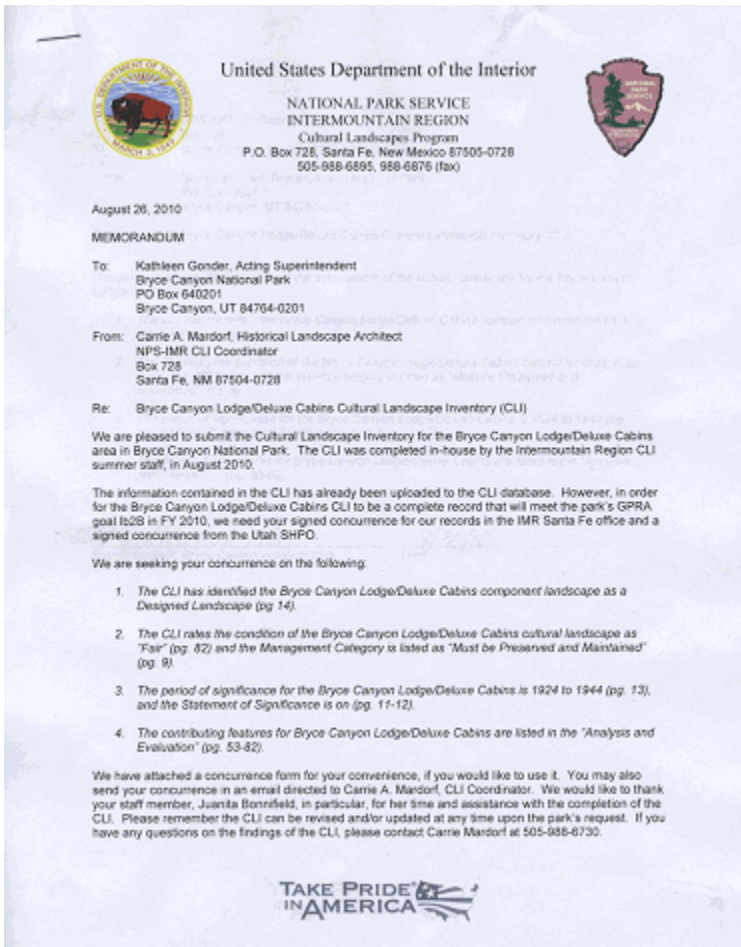 United States Department of the Interior
NATIONAL PARK SERVICE
INTERMOUNTAIN REGION
Cultural Landscapes Program
P.O. Box 728, Santa Fe, New Mexico 87505-0728
505-988-6895, 988-6876 (fax)
U.S. DEPARTMENT OF THE INTERIOR
MARCH 3, 1849
NATIONAL
PARK
SERVICE
August 26, 2010
MEMORANDUM
To: Kathleen Gonder, Acting Superintendent
Bryce Canyon National Park
PO Box 640201
Bryce Canyon, UT 84764-0201
From: Carrie A. Mardorf, Historical Landscape Architect
NPS-IMR CLI Coordinator
Box 728
Santa Fe, NM 87504-0728
Re: Bryce Canyon Lodge/Deluxe Cabins Cultural Landscape Inventory (CLI)
We are pleased to submit the Cultural Landscape Inventory for the Bryce Canyon Lodge/Deluxe Cabins
area in Bryce Canyon National Park. The CLI was completed in-house by the Intermountain Region CLI
summer staff, in August 2010.
The information contained in the CLI has already been uploaded to the CLI database. However, in order
for the Bryce Canyon Lodge/Deluxe Cabins CLI to be a complete record that will meet the park's GPRA
goal Ib2B in FY 2010, we need your signed concurrence for our records in the IMR Santa Fe office and a
signed concurrence from the Utah SHPO.
We are seeking your concurrence on the following:
1. The CLI has identified the Bryce Canyon Lodge/Deluxe Cabins component landscape as a
Designed Landscape (pg 14).
2. The CLI rates the condition of the Bryce Canyon Lodge/Deluxe Cabins cultural landscape as
"Fair" (pg. 82) and the Management Category is listed as "Must be Preserved and Maintained"
(pg. 9).
3. The period of significance for the Bryce Canyon Lodge/Deluxe Cabins is 1924 to 1944 (pg. 13),
and the Statement of Significance is on (pg. 11-12).
4. The contributing features for Bryce Canyon Lodge/Deluxe Cabins are listed in the "Analysis and
Evaluation" (pg. 53-82).
We have attached a concurrence form for your convenience, if you would like to use it. You may also
send your concurrence in an email directed to Carrie A. Mardorf, CLI Coordinator. We would like to thank
your staff member, Juanita Bonnifield, in particular, for her time and assistance with the completion of the
CLI. Please remember the CLI can be revised and/or updated at any time upon the park's request. If you
have any questions on the findings of the CLI, please contact Carrie Mardorf at 505-988-6730.
TAKE PRIDE®
IN AMERICA